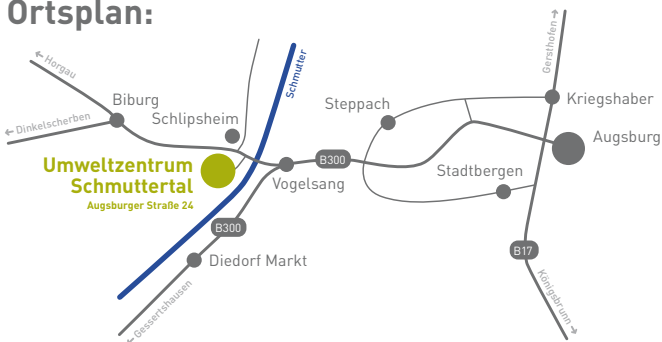 Ortsplan:
← Horgau
Gersthofen →
Schmutter
Biburg
Steppach
Kriegshaber
← Dinkelscherben
Schlipsheim
Augsburg
B300
Umweltzentrum
Schmuttertal
Augsburger Straße 24
Vogelsang
Stadtbergen
B300
Diedorf Markt
B17
← Gessertshausen
Königsbrunn →